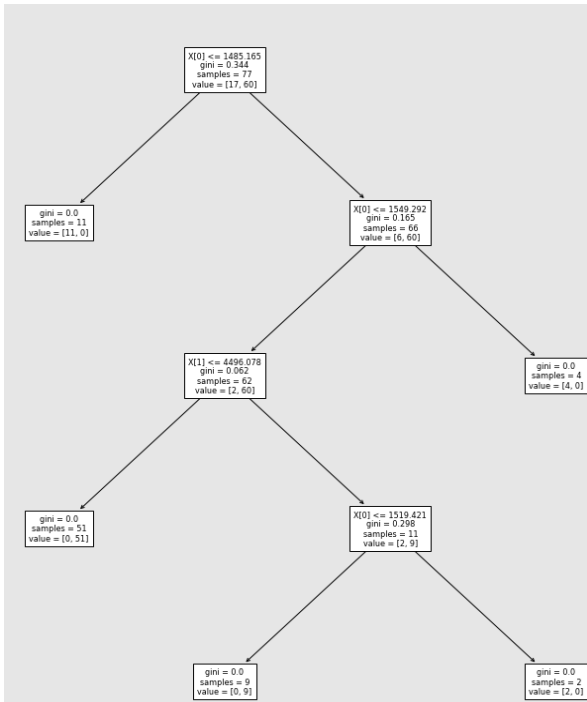 X[0] <= 1485.165
gini = 0.344
samples = 77
value = [17, 60]
gini = 0.0
samples = 11
value = [11, 0]
X[0] <= 1549.292
gini = 0.165
samples = 66
value = [6, 60]
X[1] <= 4496.078
gini = 0.062
samples = 62
value = [2, 60]
gini = 0.0
samples = 4
value = [4, 0]
gini = 0.0
samples = 51
value = [0, 51]
X[0] <= 1519.421
gini = 0.298
samples = 11
value = [2, 9]
gini = 0.0
samples = 9
value = [0, 9]
gini = 0.0
samples = 2
value = [2, 0]